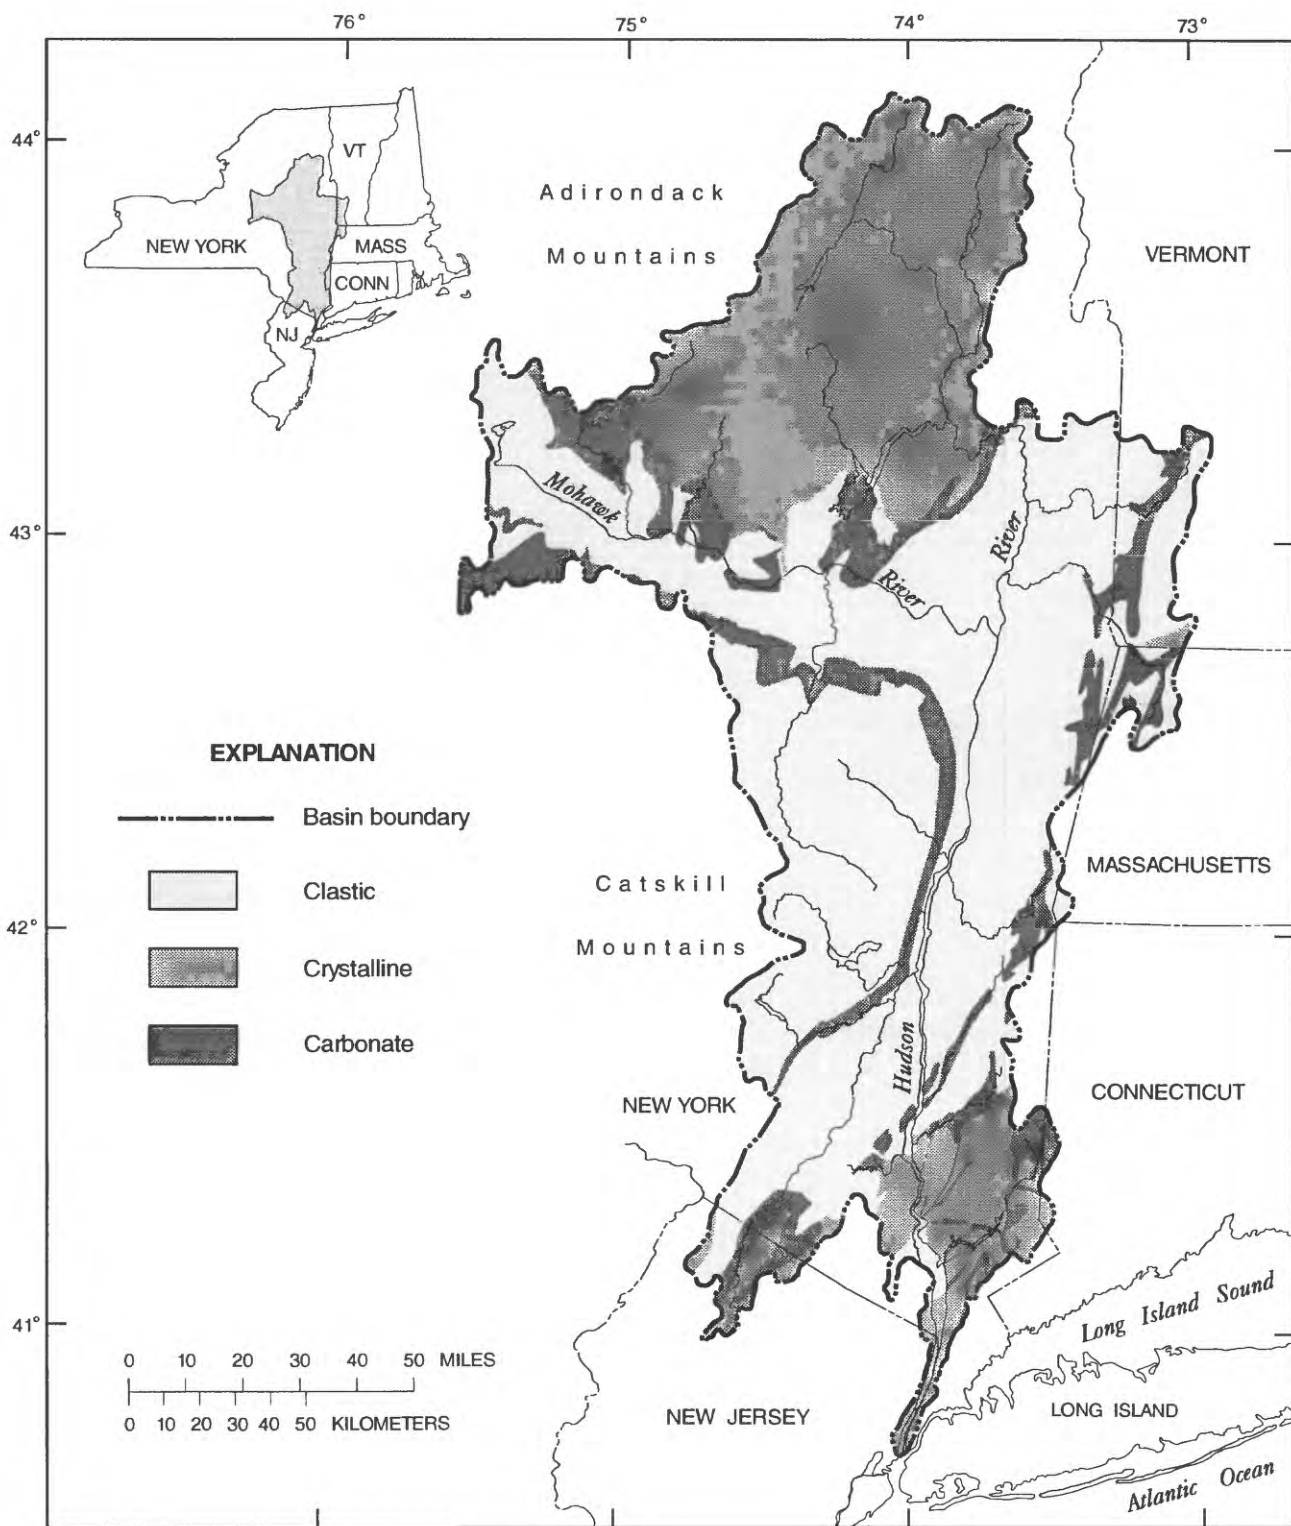 76° 75° 74° 73°
44°
VT
Adirondack
Mountains
NEW YORK
MASS
VERMONT
CONN
NJ
Mohawk
River
River
43°
EXPLANATION
Basin boundary
Clastic
Crystalline
Carbonate
MASSACHUSETTS
Catskill
Mountains
42°
Hudson
NEW YORK
CONNECTICUT
41°
Long Island Sound
0 10 20 30 40 50 MILES
0 10 20 30 40 50 KILOMETERS
NEW JERSEY
LONG ISLAND
Atlantic Ocean